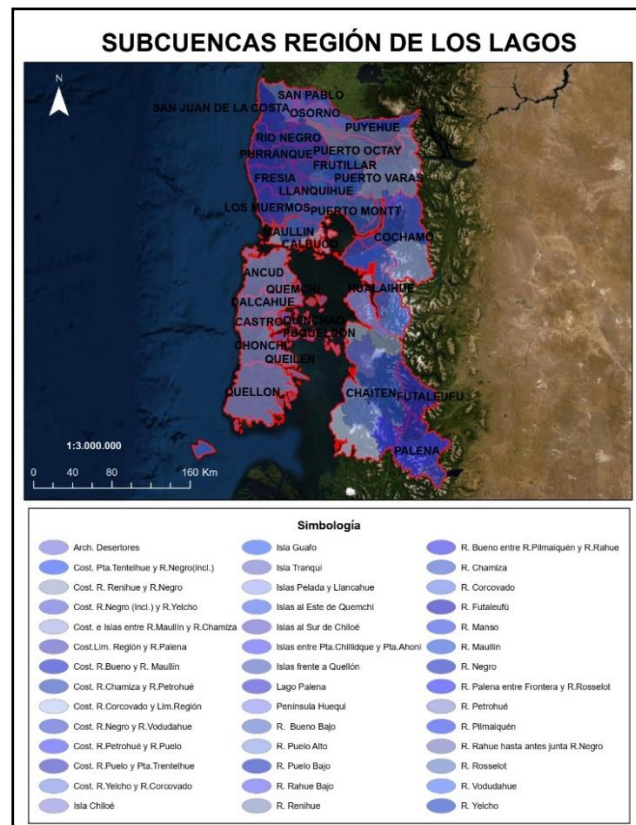 SUBCUENCAS REGIÓN DE LOS LAGOS
N
SAN PABLO
SAN JUAN DE LA COSTA
OSORNO
PUYEHUE
RIO NEGRO
PUERTO OCTAY
PURRANQUE
FRUTILLAR
FRESIA
PUERTO VARAS
LLANQUIHUE
LOS MUERMOS
PUERTO MONTT
MAULLIN
COCHAMO
CALBUCO
ANCUD
QUEMCHI
HUALAIHUE
DALCAHUE
CASTRO
QUINCHAO
PUQUELDON
CHONCHI
QUEILEN
QUELLON
CHAITEN
FUTALEUFU
PALENA
1:3.000.000
0 40 80 160 Km
Simbología
Arch. Desertores
Cost. Pta.Tentelhue y R.Negro(incl.)
Cost. R. Renihue y R.Negro
Cost. R.Negro (incl.) y R.Yelcho
Cost. e Islas entre R.Maullín y R.Chamiza
Cost.Lim. Región y R.Palena
Cost. R.Bueno y R. Maullín
Cost. R.Chamiza y R.Petrohué
Cost. R.Corcovado y Lím.Región
Cost. R.Negro y R.Vodudahue
Cost. R.Petrohué y R.Puelo
Cost. R.Puelo y Pta.Trentelhue
Cost. R.Yelcho y R.Corcovado
Isla Chiloé
Isla Guafo
Isla Tranqui
Islas Pelada y Llancahue
Islas al Este de Quemchi
Islas al Sur de Chiloé
Islas entre Pta.Chillidque y Pta.Ahoni
Islas frente a Quellón
Lago Palena
Península Huequi
R. Bueno Bajo
R. Puelo Alto
R. Puelo Bajo
R. Rahue Bajo
R. Renihue
R. Bueno entre R.Pilmaiquén y R.Rahue
R. Chamiza
R. Corcovado
R. Futaleufú
R. Manso
R. Maullín
R. Negro
R. Palena entre Frontera y R.Rosselot
R. Petrohué
R. Pilmaiquén
R. Rahue hasta antes junta R.Negro
R. Rosselot
R. Vodudahue
R. Yelcho